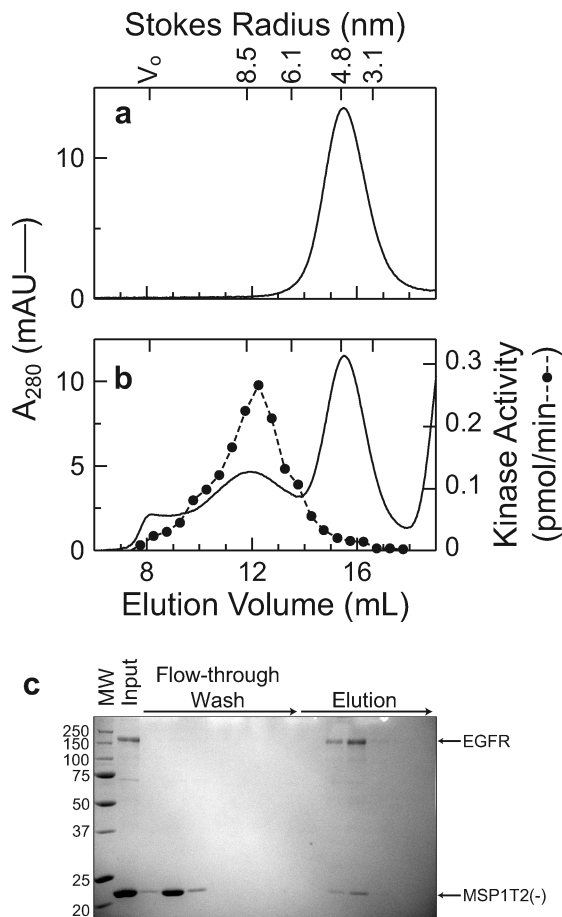 Stokes Radius (nm)
Vo 8.5 6.1 4.8 3.1
a
10
0
A280 (mAU—)
b
10
5
0
0.3
0.2
0.1
0
Kinase Activity
(pmol/min--●--)
8 12 16
Elution Volume (mL)
c
MW
Input
Flow-through
Wash
Elution
250
150
100
75
50
37
25
20
EGFR
MSP1T2(-)